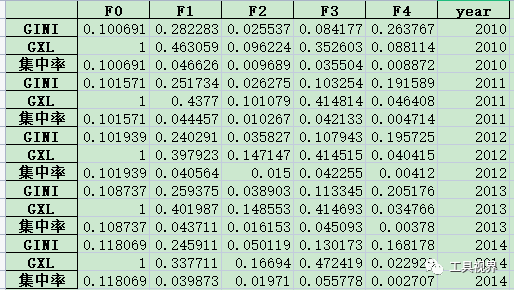 F0 F1 F2 F3 F4 year
GINI 0.100691 0.282283 0.025537 0.084177 0.263767 2010
GXL 1 0.463059 0.096224 0.352603 0.088114 2010
集中率 0.100691 0.046626 0.009689 0.035504 0.008872 2010
GINI 0.101571 0.251734 0.026275 0.103254 0.191589 2011
GXL 1 0.4377 0.101079 0.414814 0.046408 2011
集中率 0.101571 0.044457 0.010267 0.042133 0.004714 2011
GINI 0.101939 0.240291 0.035827 0.107943 0.195725 2012
GXL 1 0.397923 0.147147 0.414515 0.040415 2012
集中率 0.101939 0.040564 0.015 0.042255 0.00412 2012
GINI 0.108737 0.259375 0.038903 0.113345 0.205176 2013
GXL 1 0.401987 0.148553 0.414693 0.034766 2013
集中率 0.108737 0.043711 0.016153 0.045093 0.00378 2013
GINI 0.118069 0.245911 0.050119 0.130173 0.168178 2014
GXL 1 0.337711 0.16694 0.472419 2014
集中率 0.118069 0.039873 0.01971 0.055778 0.002707 2014
工具视界